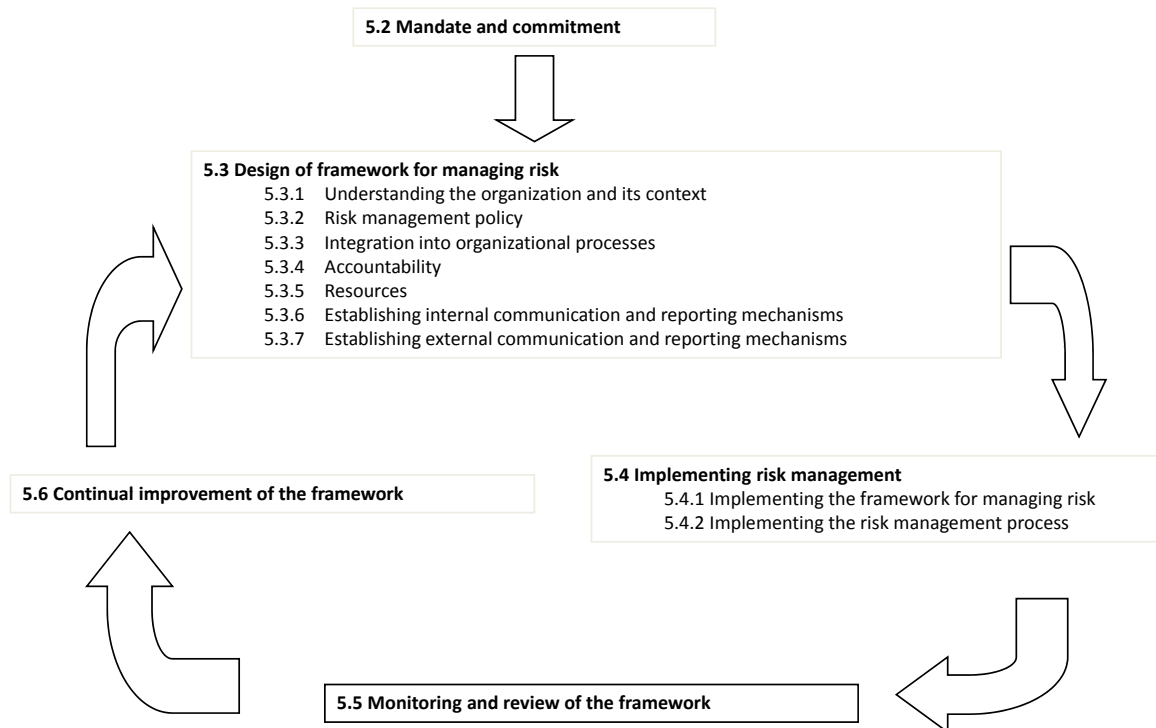 5.2 Mandate and commitment
5.3 Design of framework for managing risk
5.3.1 Understanding the organization and its context
5.3.2 Risk management policy
5.3.3 Integration into organizational processes
5.3.4 Accountability
5.3.5 Resources
5.3.6 Establishing internal communication and reporting mechanisms
5.3.7 Establishing external communication and reporting mechanisms
5.4 Implementing risk management
5.4.1 Implementing the framework for managing risk
5.4.2 Implementing the risk management process
5.6 Continual improvement of the framework
5.5 Monitoring and review of the framework